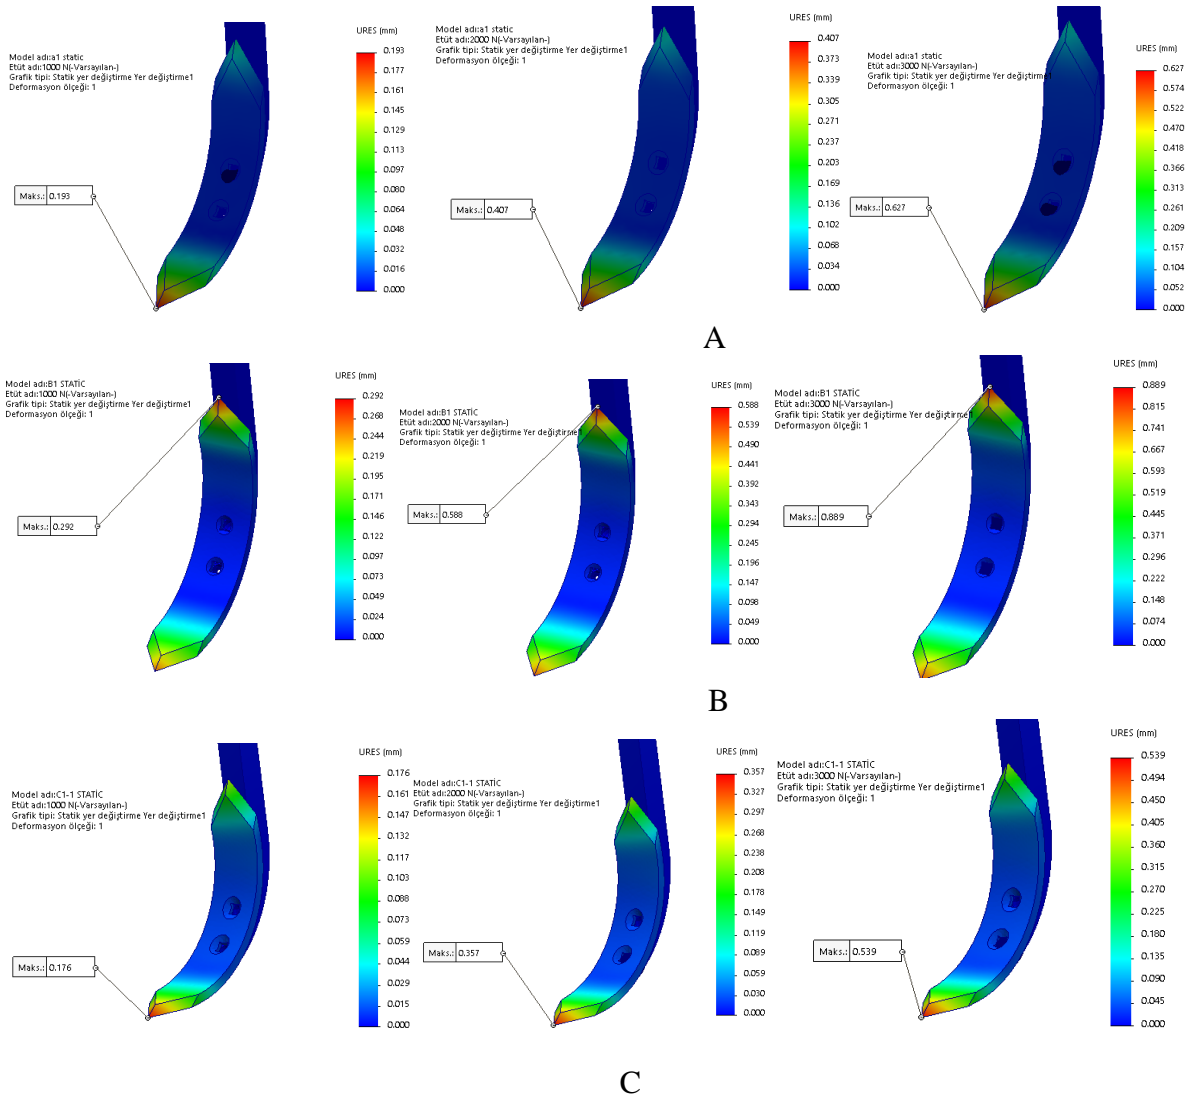 Model adı:a1 static
Etüt adı:1000 N(-Varsayılan-)
Grafik tipi: Statik yer değiştirme Yer değiştirme1
Deformasyon ölçeği: 1
Maks.: 0.193
URES (mm)
0.193
0.177
0.161
0.145
0.129
0.113
0.097
0.080
0.064
0.048
0.032
0.016
0.000
Model adı:a1 static
Etüt adı:2000 N(-Varsayılan-)
Grafik tipi: Statik yer değiştirme Yer değiştirme1
Deformasyon ölçeği: 1
Maks.: 0.407
URES (mm)
0.407
0.373
0.339
0.305
0.271
0.237
0.203
0.169
0.136
0.102
0.068
0.034
0.000
Model adı:a1 static
Etüt adı:3000 N(-Varsayılan-)
Grafik tipi: Statik yer değiştirme Yer değiştirme1
Deformasyon ölçeği: 1
Maks.: 0.627
URES (mm)
0.627
0.574
0.522
0.470
0.418
0.366
0.313
0.261
0.209
0.157
0.104
0.052
0.000
A
Model adı:B1 STATİC
Etüt adı:1000 N(-Varsayılan-)
Grafik tipi: Statik yer değiştirme Yer değiştirme1
Deformasyon ölçeği: 1
Maks.: 0.292
URES (mm)
0.292
0.268
0.244
0.219
0.195
0.171
0.146
0.122
0.097
0.073
0.049
0.024
0.000
Model adı:B1 STATİC
Etüt adı:2000 N(-Varsayılan-)
Grafik tipi: Statik yer değiştirme Yer değiştirme1
Deformasyon ölçeği: 1
Maks.: 0.588
URES (mm)
0.588
0.539
0.490
0.441
0.392
0.343
0.294
0.245
0.196
0.147
0.098
0.049
0.000
Model adı:B1 STATİC
Etüt adı:3000 N(-Varsayılan-)
Grafik tipi: Statik yer değiştirme Yer değiştirme1
Deformasyon ölçeği: 1
Maks.: 0.889
URES (mm)
0.889
0.815
0.741
0.667
0.593
0.519
0.445
0.371
0.296
0.222
0.148
0.074
0.000
B
Model adı:C1-1 STATİC
Etüt adı:1000 N(-Varsayılan-)
Grafik tipi: Statik yer değiştirme Yer değiştirme1
Deformasyon ölçeği: 1
Maks.: 0.176
URES (mm)
0.176
0.161
0.147
0.132
0.117
0.103
0.088
0.073
0.059
0.044
0.029
0.015
0.000
Model adı:C1-1 STATİC
Etüt adı:2000 N(-Varsayılan-)
Grafik tipi: Statik yer değiştirme Yer değiştirme1
Deformasyon ölçeği: 1
Maks.: 0.357
URES (mm)
0.357
0.327
0.297
0.268
0.238
0.208
0.178
0.149
0.119
0.089
0.059
0.030
0.000
Model adı:C1-1 STATİC
Etüt adı:3000 N(-Varsayılan-)
Grafik tipi: Statik yer değiştirme Yer değiştirme1
Deformasyon ölçeği: 1
Maks.: 0.539
URES (mm)
0.539
0.494
0.450
0.405
0.360
0.315
0.270
0.225
0.180
0.135
0.090
0.045
0.000
C